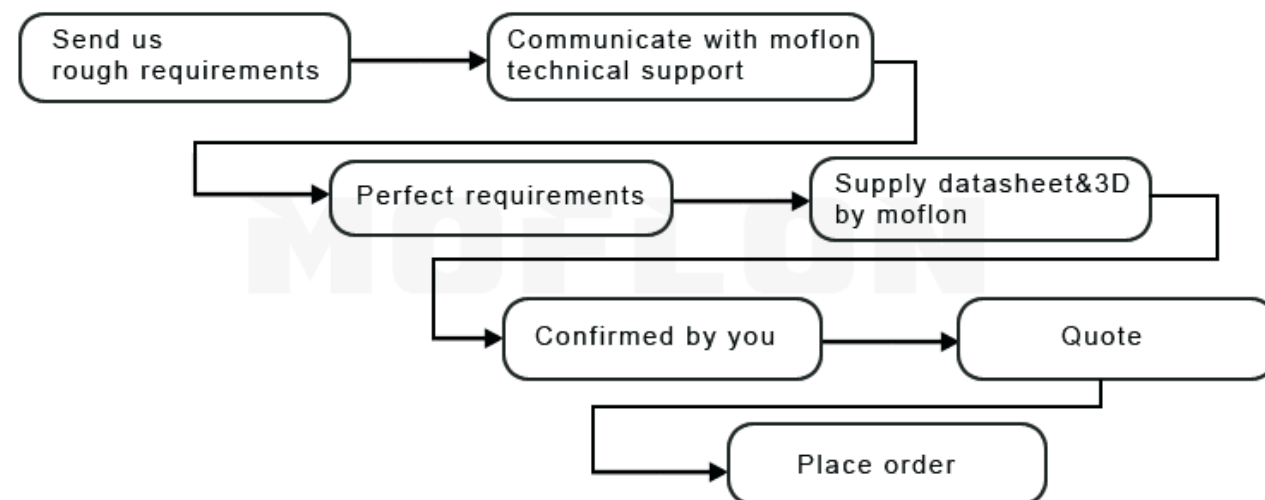 Send us
rough requirements
Communicate with moflon
technical support
Perfect requirements
Supply datasheet&3D
by moflon
MOFLON
Confirmed by you
Quote
Place order